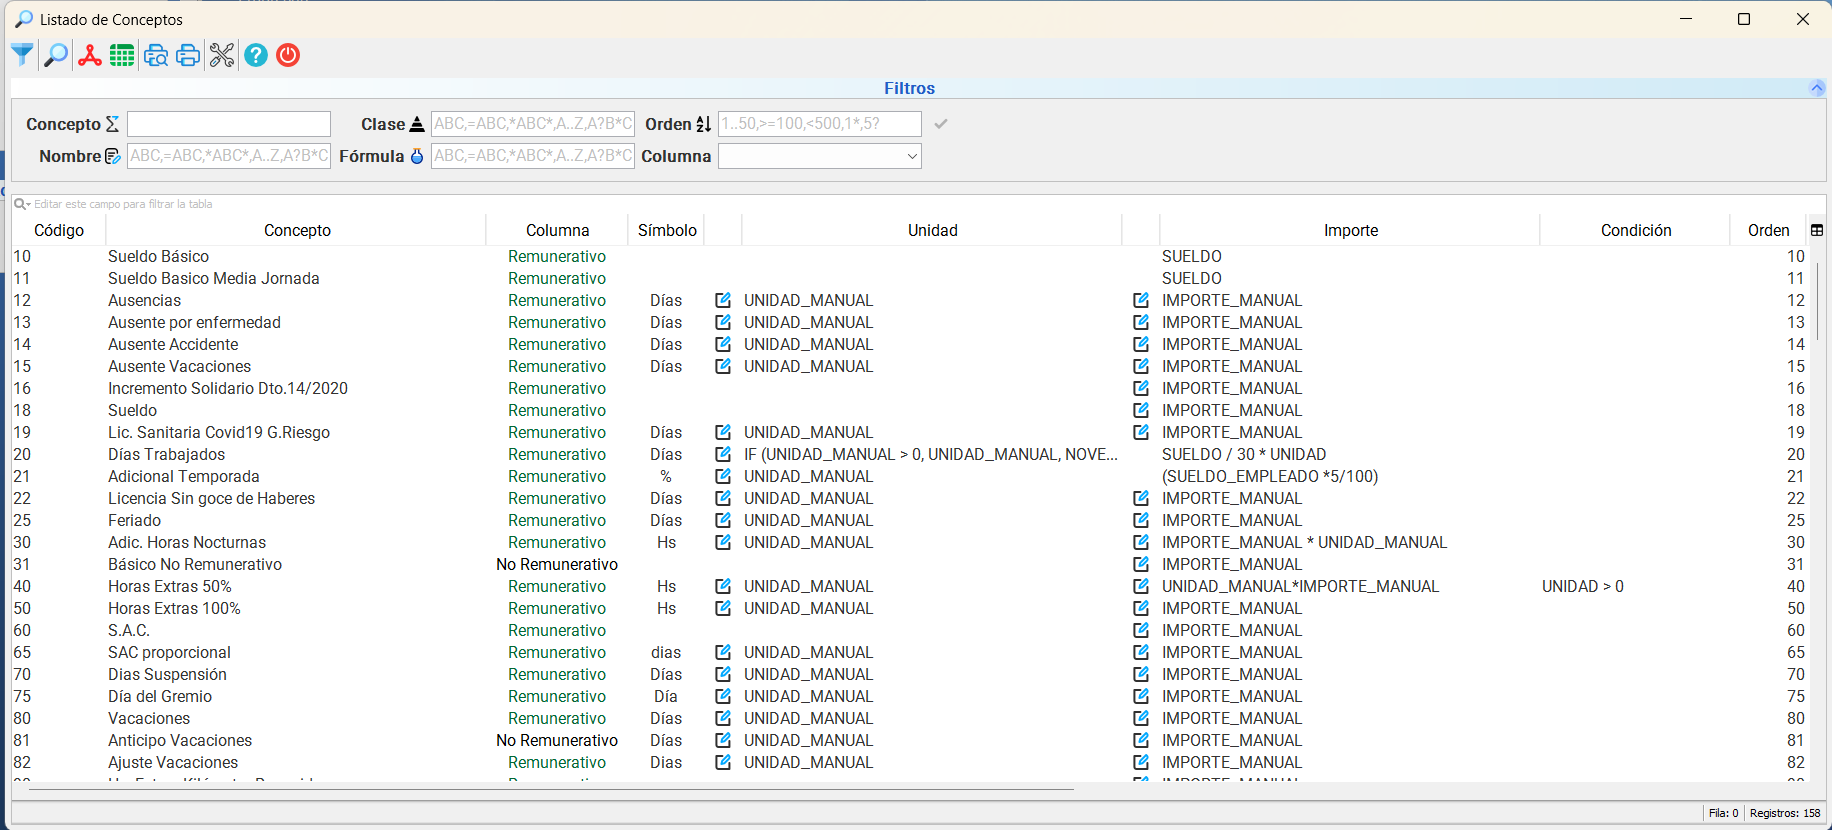 Listado de Conceptos
Filtros
Concepto Clase ABC,=ABC,*ABC*,A..Z,A?B*C Orden 1..50,>=100,<500,1*,5?
Nombre ABC,=ABC,*ABC*,A..Z,A?B*C Fórmula ABC,=ABC,*ABC*,A..Z,A?B*C Columna
Editar este campo para filtrar la tabla
Código Concepto Columna Símbolo Unidad Importe Condición Orden
10 Sueldo Básico Remunerativo SUELDO 10
11 Sueldo Basico Media Jornada Remunerativo SUELDO 11
12 Ausencias Remunerativo Días UNIDAD_MANUAL IMPORTE_MANUAL 12
13 Ausente por enfermedad Remunerativo Días UNIDAD_MANUAL IMPORTE_MANUAL 13
14 Ausente Accidente Remunerativo Días UNIDAD_MANUAL IMPORTE_MANUAL 14
15 Ausente Vacaciones Remunerativo Días UNIDAD_MANUAL IMPORTE_MANUAL 15
16 Incremento Solidario Dto.14/2020 Remunerativo IMPORTE_MANUAL 16
18 Sueldo Remunerativo IMPORTE_MANUAL 18
19 Lic. Sanitaria Covid19 G.Riesgo Remunerativo Días UNIDAD_MANUAL IMPORTE_MANUAL 19
20 Días Trabajados Remunerativo Días IF (UNIDAD_MANUAL > 0, UNIDAD_MANUAL, NOVE... SUELDO / 30 * UNIDAD 20
21 Adicional Temporada Remunerativo % UNIDAD_MANUAL (SUELDO_EMPLEADO *5/100) 21
22 Licencia Sin goce de Haberes Remunerativo Días UNIDAD_MANUAL IMPORTE_MANUAL 22
25 Feriado Remunerativo Días UNIDAD_MANUAL IMPORTE_MANUAL 25
30 Adic. Horas Nocturnas Remunerativo Hs UNIDAD_MANUAL IMPORTE_MANUAL * UNIDAD_MANUAL 30
31 Básico No Remunerativo No Remunerativo IMPORTE_MANUAL 31
40 Horas Extras 50% Remunerativo Hs UNIDAD_MANUAL UNIDAD_MANUAL*IMPORTE_MANUAL UNIDAD > 0 40
50 Horas Extras 100% Remunerativo Hs UNIDAD_MANUAL IMPORTE_MANUAL 50
60 S.A.C. Remunerativo IMPORTE_MANUAL 60
65 SAC proporcional Remunerativo dias UNIDAD_MANUAL IMPORTE_MANUAL 65
70 Dias Suspensión Remunerativo Días UNIDAD_MANUAL IMPORTE_MANUAL 70
75 Día del Gremio Remunerativo Día UNIDAD_MANUAL IMPORTE_MANUAL 75
80 Vacaciones Remunerativo Días UNIDAD_MANUAL IMPORTE_MANUAL 80
81 Anticipo Vacaciones No Remunerativo Días UNIDAD_MANUAL IMPORTE_MANUAL 81
82 Ajuste Vacaciones Remunerativo Dias UNIDAD_MANUAL IMPORTE_MANUAL 82
Fila: 0 Registros: 158